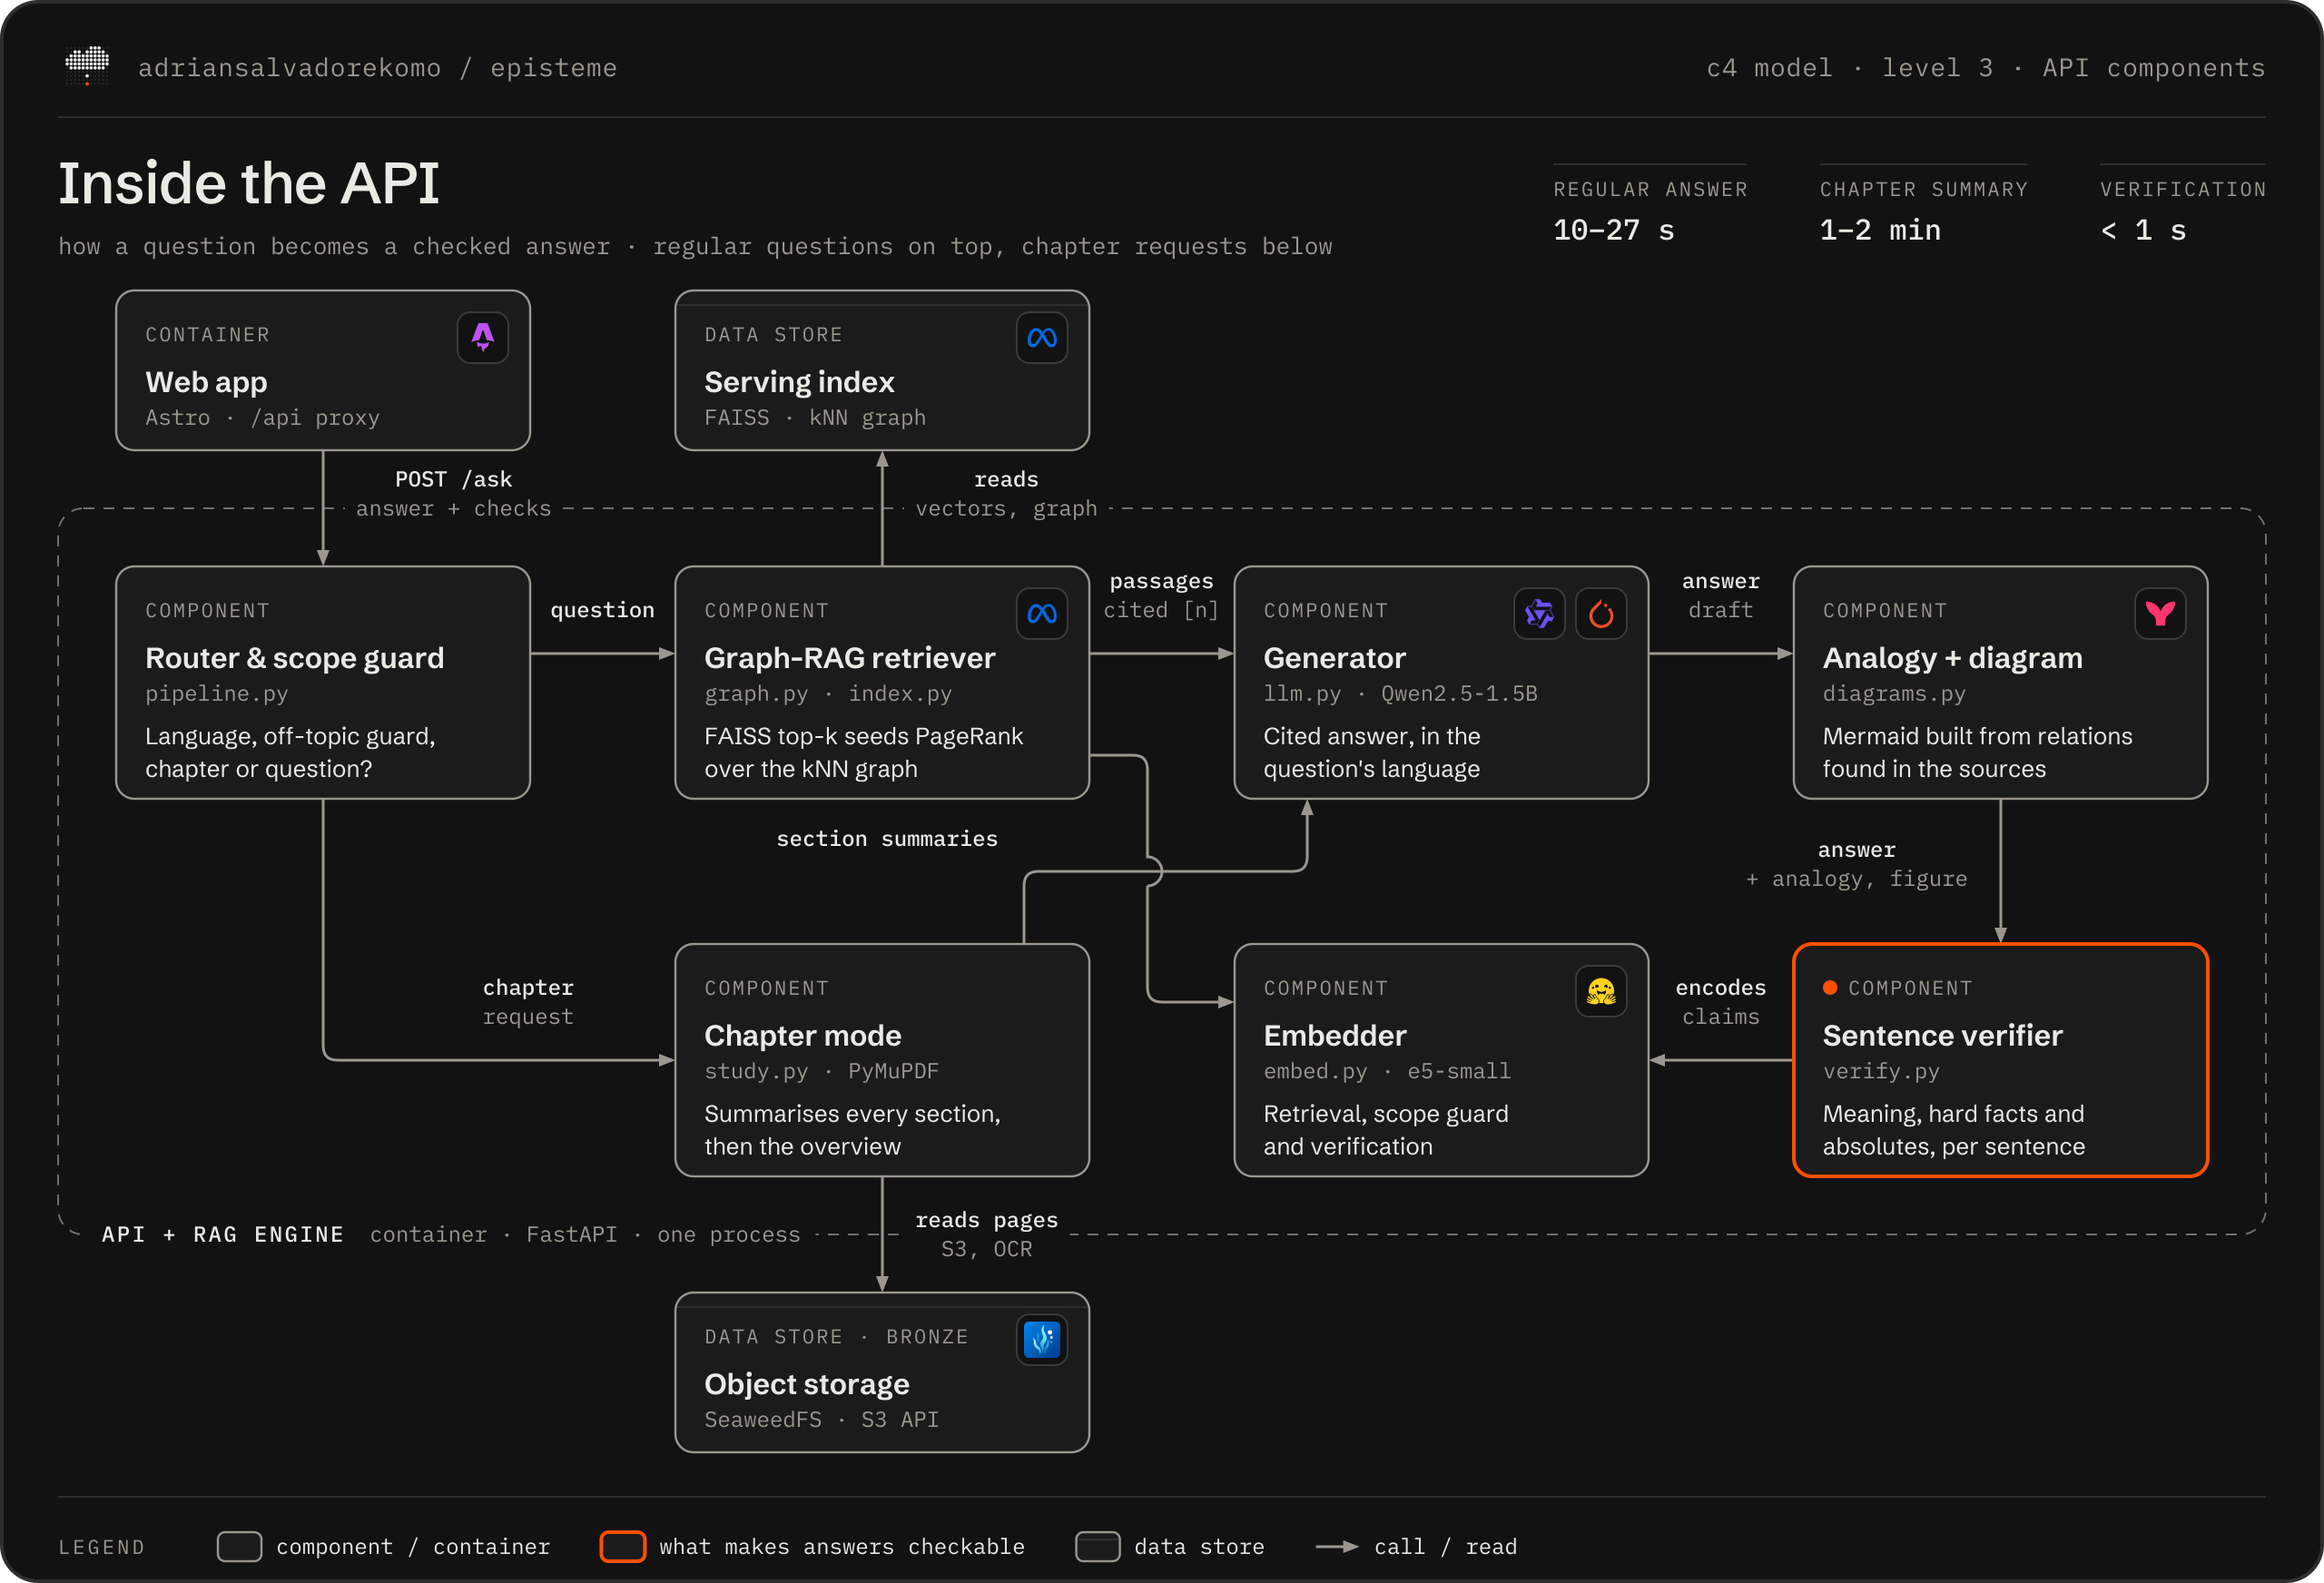 adriansalvadorekomo / episteme
c4 model · level 3 · API components
Inside the API
how a question becomes a checked answer · regular questions on top, chapter requests below
REGULAR ANSWER
10–27 s
CHAPTER SUMMARY
1–2 min
VERIFICATION
< 1 s
CONTAINER
Web app
Astro · /api proxy
DATA STORE
Serving index
FAISS · kNN graph
POST /ask
answer + checks
reads
vectors, graph
COMPONENT
Router & scope guard
pipeline.py
Language, off-topic guard,
chapter or question?
question
COMPONENT
Graph-RAG retriever
graph.py · index.py
FAISS top-k seeds PageRank
over the kNN graph
passages
cited [n]
COMPONENT
Generator
llm.py · Qwen2.5-1.5B
Cited answer, in the
question's language
answer
draft
COMPONENT
Analogy + diagram
diagrams.py
Mermaid built from relations
found in the sources
section summaries
answer
+ analogy, figure
chapter
request
COMPONENT
Chapter mode
study.py · PyMuPDF
Summarises every section,
then the overview
COMPONENT
Embedder
embed.py · e5-small
Retrieval, scope guard
and verification
encodes
claims
COMPONENT
Sentence verifier
verify.py
Meaning, hard facts and
absolutes, per sentence
API + RAG ENGINE container · FastAPI · one process
reads pages
S3, OCR
DATA STORE · BRONZE
Object storage
SeaweedFS · S3 API
LEGEND
component / container
what makes answers checkable
data store
call / read